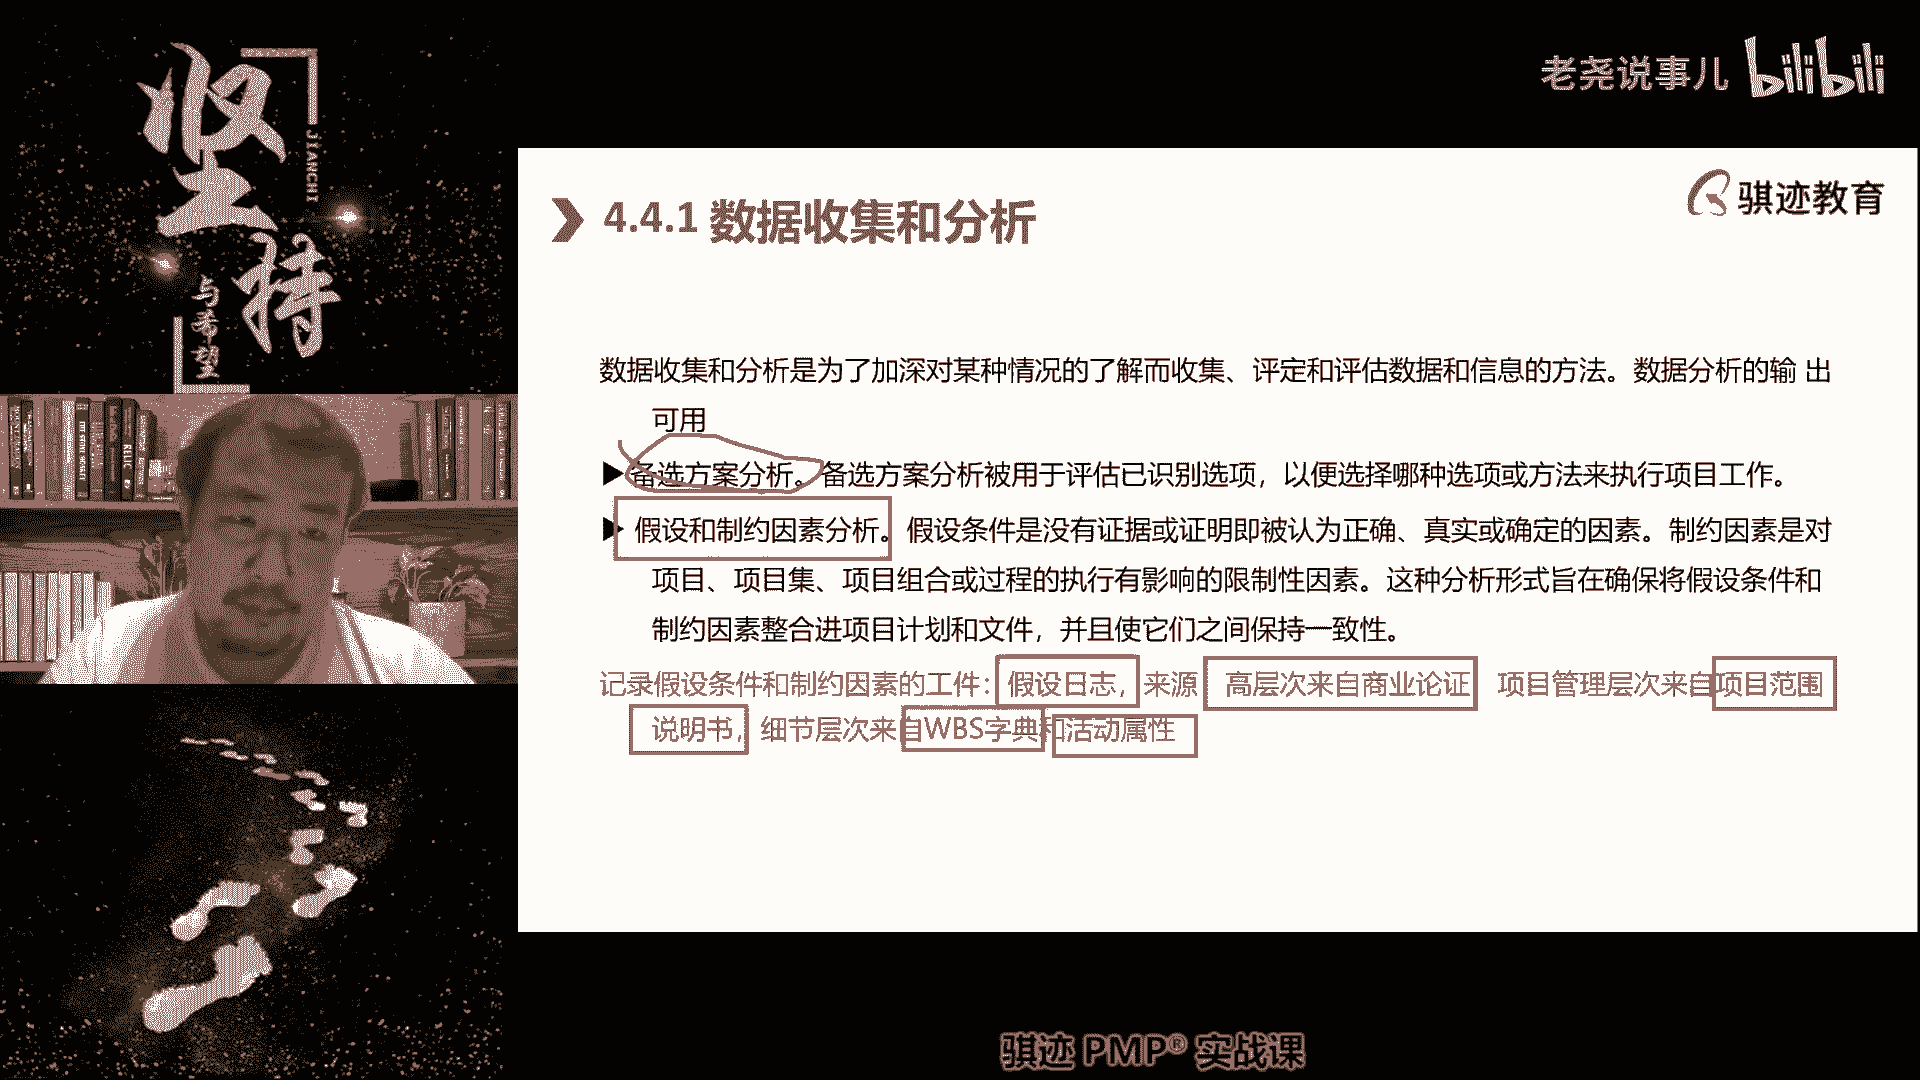 坚持
JIANCHI
与希望
老尧说事儿 bilibili
骐迹教育
4.4.1 数据收集和分析
数据收集和分析是为了加深对某种情况的了解而收集、评定和评估数据和信息的方法。数据分析的输 出
可用
备选方案分析。备选方案分析被用于评估已识别选项，以便选择哪种选项或方法来执行项目工作。
假设和制约因素分析。假设条件是没有证据或证明即被认为正确、真实或确定的因素。制约因素是对
项目、项目集、项目组合或过程的执行有影响的限制性因素。这种分析形式旨在确保将假设条件和
制约因素整合进项目计划和文件，并且使它们之间保持一致性。
记录假设条件和制约因素的工件：假设日志，来源 高层次来自商业论证 项目管理层次来自项目范围
说明书，细节层次来自WBS字典和活动属性
骐迹 PMP® 实战课